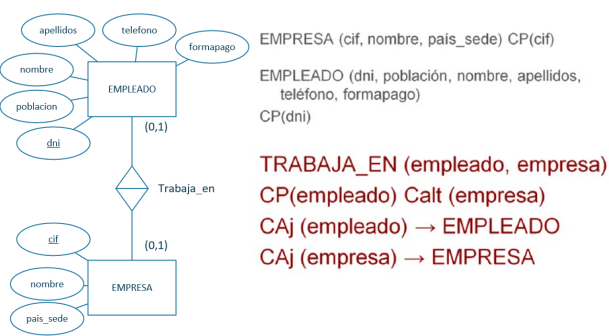 apellidos
telefono
formapago
nombre
EMPLEADO
poblacion
dni
(0,1)
Trabaja_en
(0,1)
cif
nombre
EMPRESA
pais_sede
EMPRESA (cif, nombre, país_sede) CP(cif)
EMPLEADO (dni, población, nombre, apellidos,
teléfono, formapago)
CP(dni)
TRABAJA_EN (empleado, empresa)
CP(empleado) Calt (empresa)
CAj (empleado) → EMPLEADO
CAj (empresa) → EMPRESA